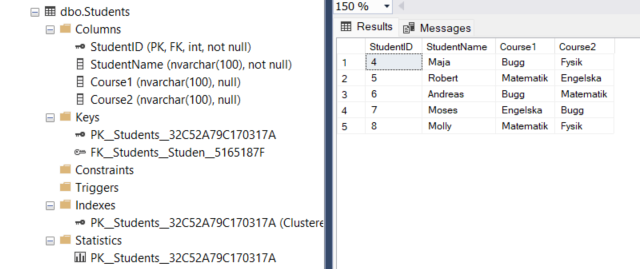 dbo.Students
Columns
StudentID (PK, FK, int, not null)
StudentName (nvarchar(100), not null)
Course1 (nvarchar(100), null)
Course2 (nvarchar(100), null)
Keys
PK__Students__32C52A79C170317A
FK__Students__Studen__5165187F
Constraints
Triggers
Indexes
PK__Students__32C52A79C170317A (Clustere
Statistics
PK__Students__32C52A79C170317A
150 %
Results Messages
StudentID StudentName Course1 Course2
1 4 Maja Bugg Fysik
2 5 Robert Matematik Engelska
3 6 Andreas Bugg Matematik
4 7 Moses Engelska Bugg
5 8 Molly Matematik Fysik